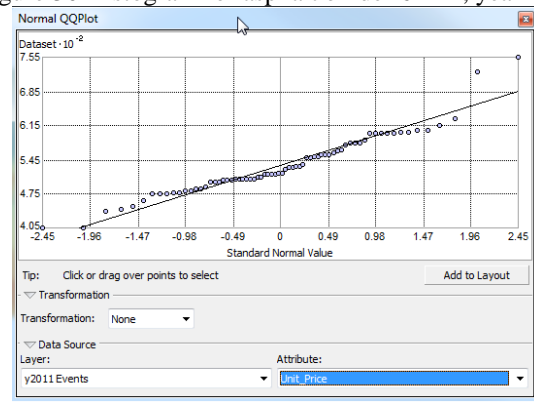 Normal QQPlot
Dataset · 10 -2
7.55
6.85
6.15
5.45
4.75
4.05
-2.45 -1.96 -1.47 -0.98 -0.49 0 0.49 0.98 1.47 1.96 2.45
Standard Normal Value
Tip: Click or drag over points to select Add to Layout
Transformation
Transformation: None
Data Source
Layer: Attribute:
y2011 Events Unit_Price